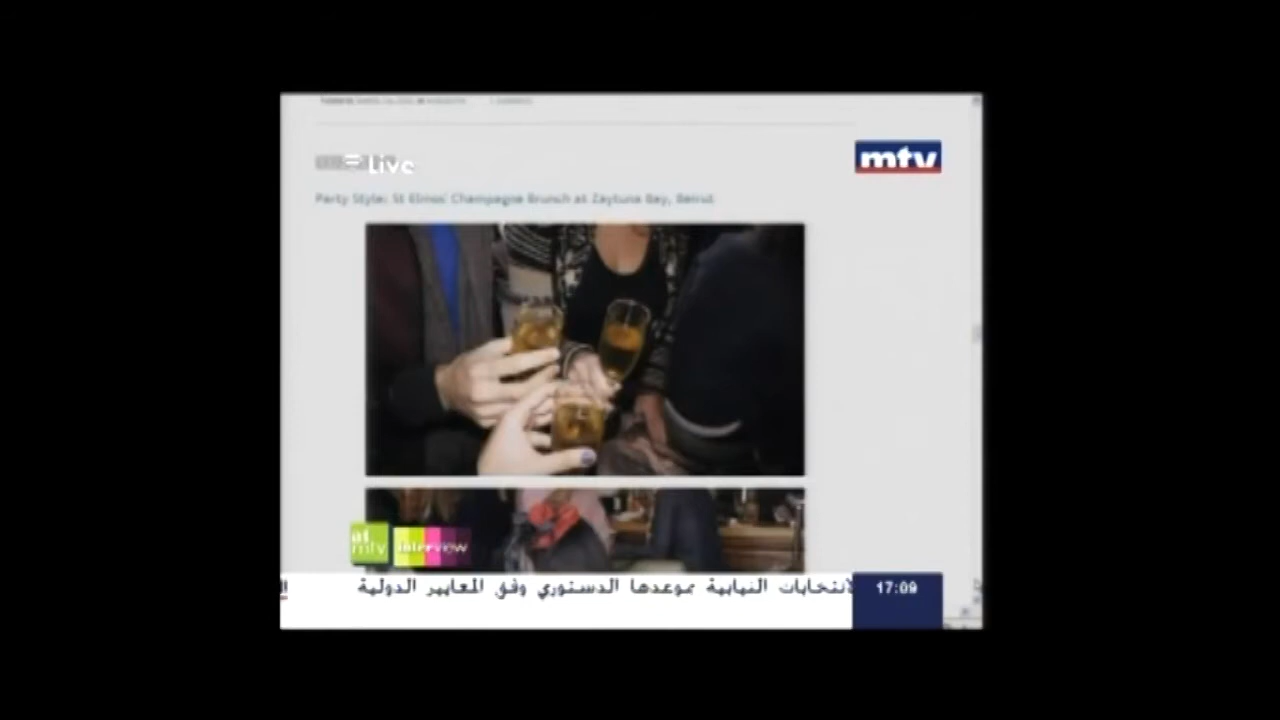 Live
mtv
Party Style: St Elmos' Champagne Brunch at Zaytuna Bay, Beirut
at
mtv
interview
لانتخابات النيابية بموعدها الدستوري وفق المعايير الدولية
17:09